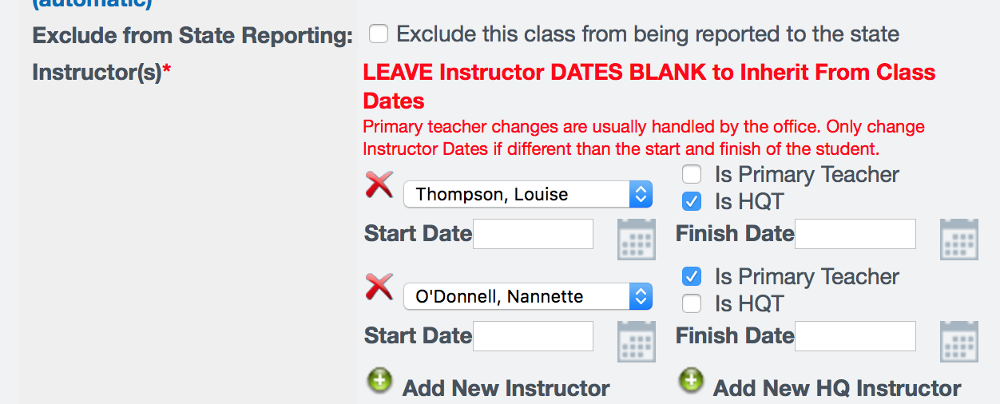 (automatic)
Exclude from State Reporting: Exclude this class from being reported to the state
Instructor(s)* LEAVE Instructor DATES BLANK to Inherit From Class
Dates
Primary teacher changes are usually handled by the office. Only change
Instructor Dates if different than the start and finish of the student.
Is Primary Teacher
Thompson, Louise
Is HQT
Start Date Finish Date
Is Primary Teacher
O'Donnell, Nannette
Is HQT
Start Date Finish Date
Add New Instructor Add New HQ Instructor